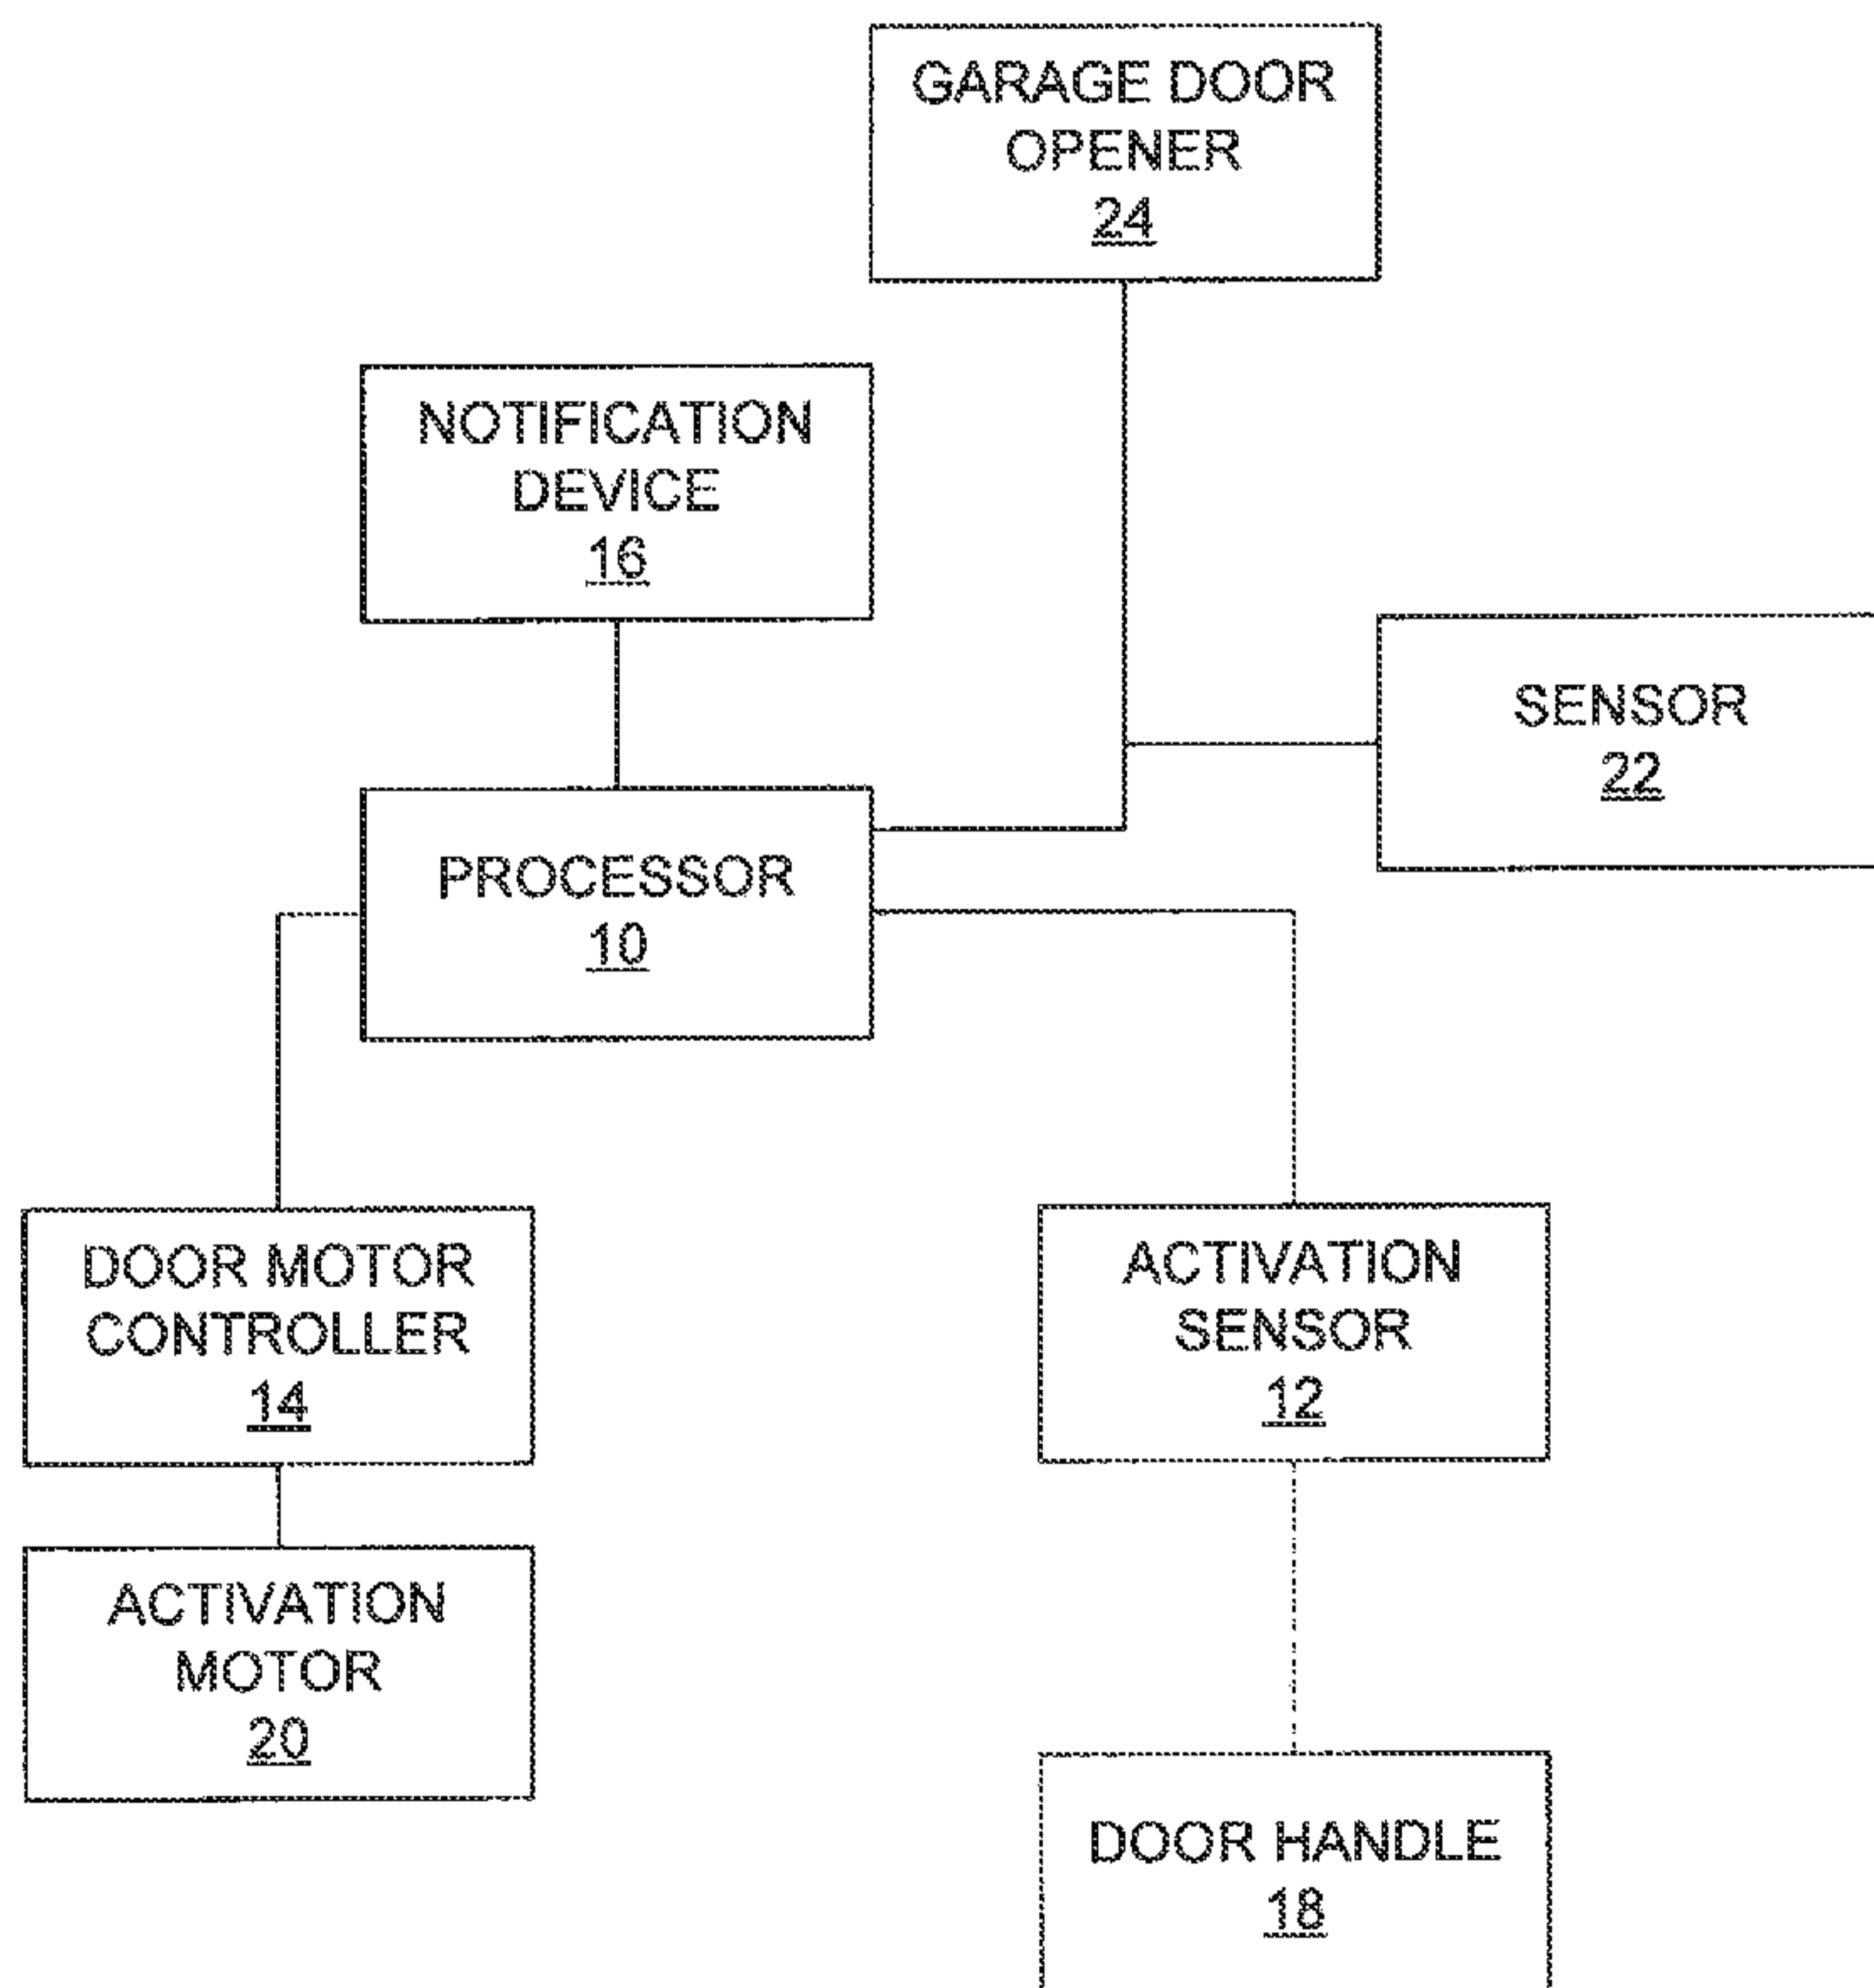 GARAGE DOOR
OPENER
24
NOTIFICATION
DEVICE
16
SENSOR
22
PROCESSOR
10
DOOR MOTOR
CONTROLLER
14
ACTIVATION
SENSOR
12
ACTIVATION
MOTOR
20
DOOR HANDLE
18